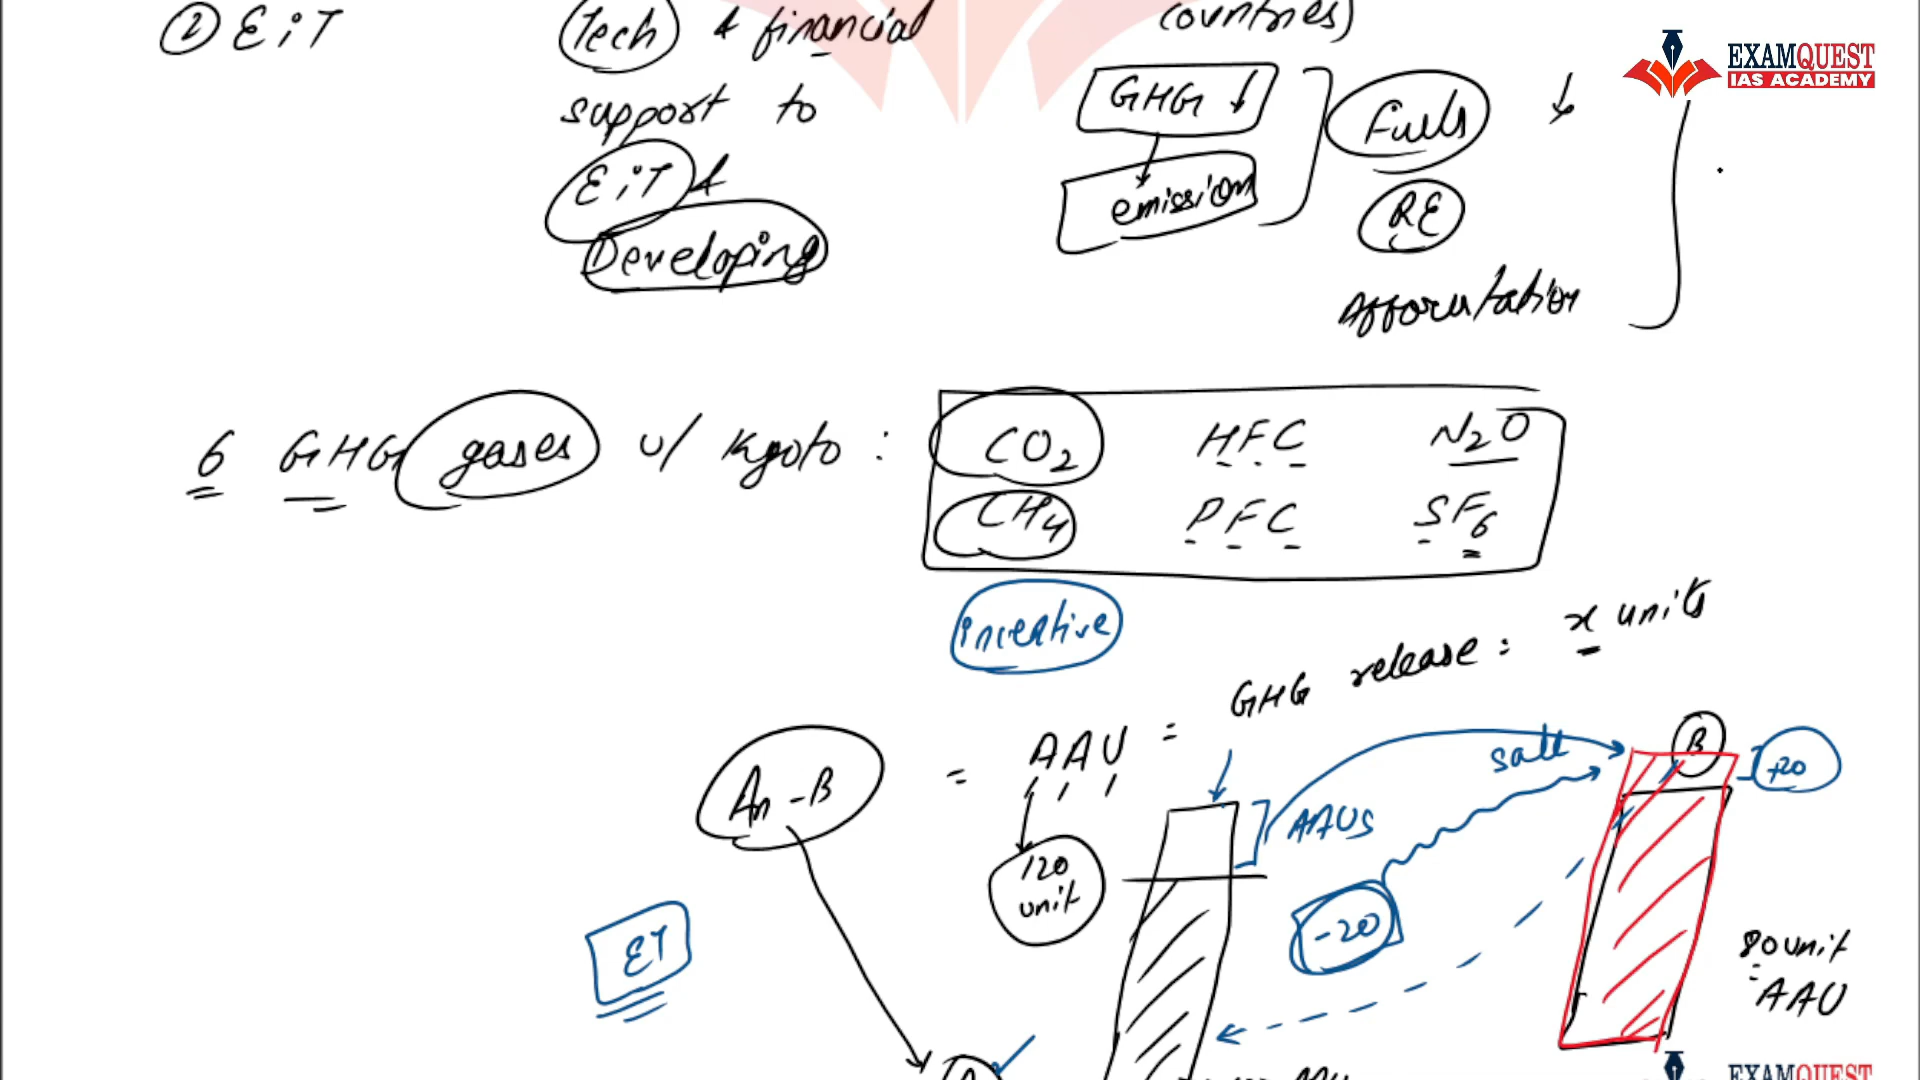 ② EiT
Tech & financial
support to
EiT &
Developing
countries)
GHG ↓
emission
Fuels ↓
RE
EXAMQUEST
IAS ACADEMY
6 GHG gases u/ Kyoto :
CO2 HFC N2O
CH4 PFC SF6
incentive
An-B = AAU = GHG release : x units
120
unit
AAUs
sale
B
+20
-20
80 unit
AAU
ET
EXAMQUEST